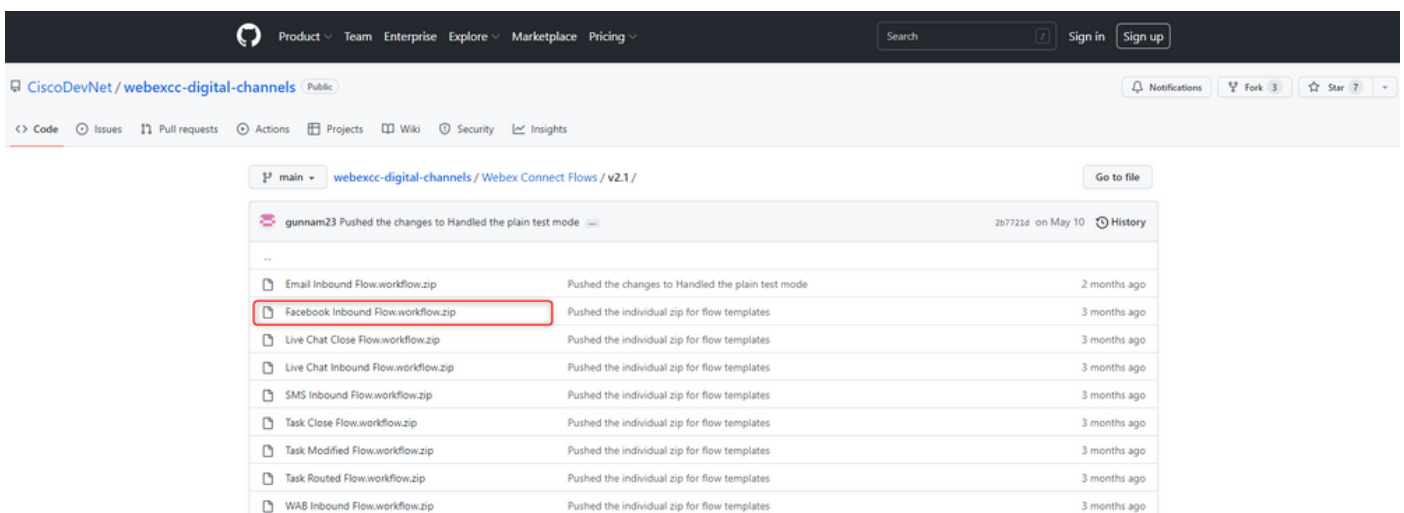 Product Team Enterprise Explore Marketplace Pricing Search / Sign in Sign up
CiscoDevNet / webexcc-digital-channels Public Notifications Fork 3 Star 7
<> Code Issues Pull requests Actions Projects Wiki Security Insights
main webexcc-digital-channels / Webex Connect Flows / v2.1 / Go to file
gunnam23 Pushed the changes to Handled the plain test mode ... 2b7721d on May 10 History
..
Email Inbound Flow.workflow.zip Pushed the changes to Handled the plain test mode 2 months ago
Facebook Inbound Flow.workflow.zip Pushed the individual zip for flow templates 3 months ago
Live Chat Close Flow.workflow.zip Pushed the individual zip for flow templates 3 months ago
Live Chat Inbound Flow.workflow.zip Pushed the individual zip for flow templates 3 months ago
SMS Inbound Flow.workflow.zip Pushed the individual zip for flow templates 3 months ago
Task Close Flow.workflow.zip Pushed the individual zip for flow templates 3 months ago
Task Modified Flow.workflow.zip Pushed the individual zip for flow templates 3 months ago
Task Routed Flow.workflow.zip Pushed the individual zip for flow templates 3 months ago
WAB Inbound Flow.workflow.zip Pushed the individual zip for flow templates 3 months ago